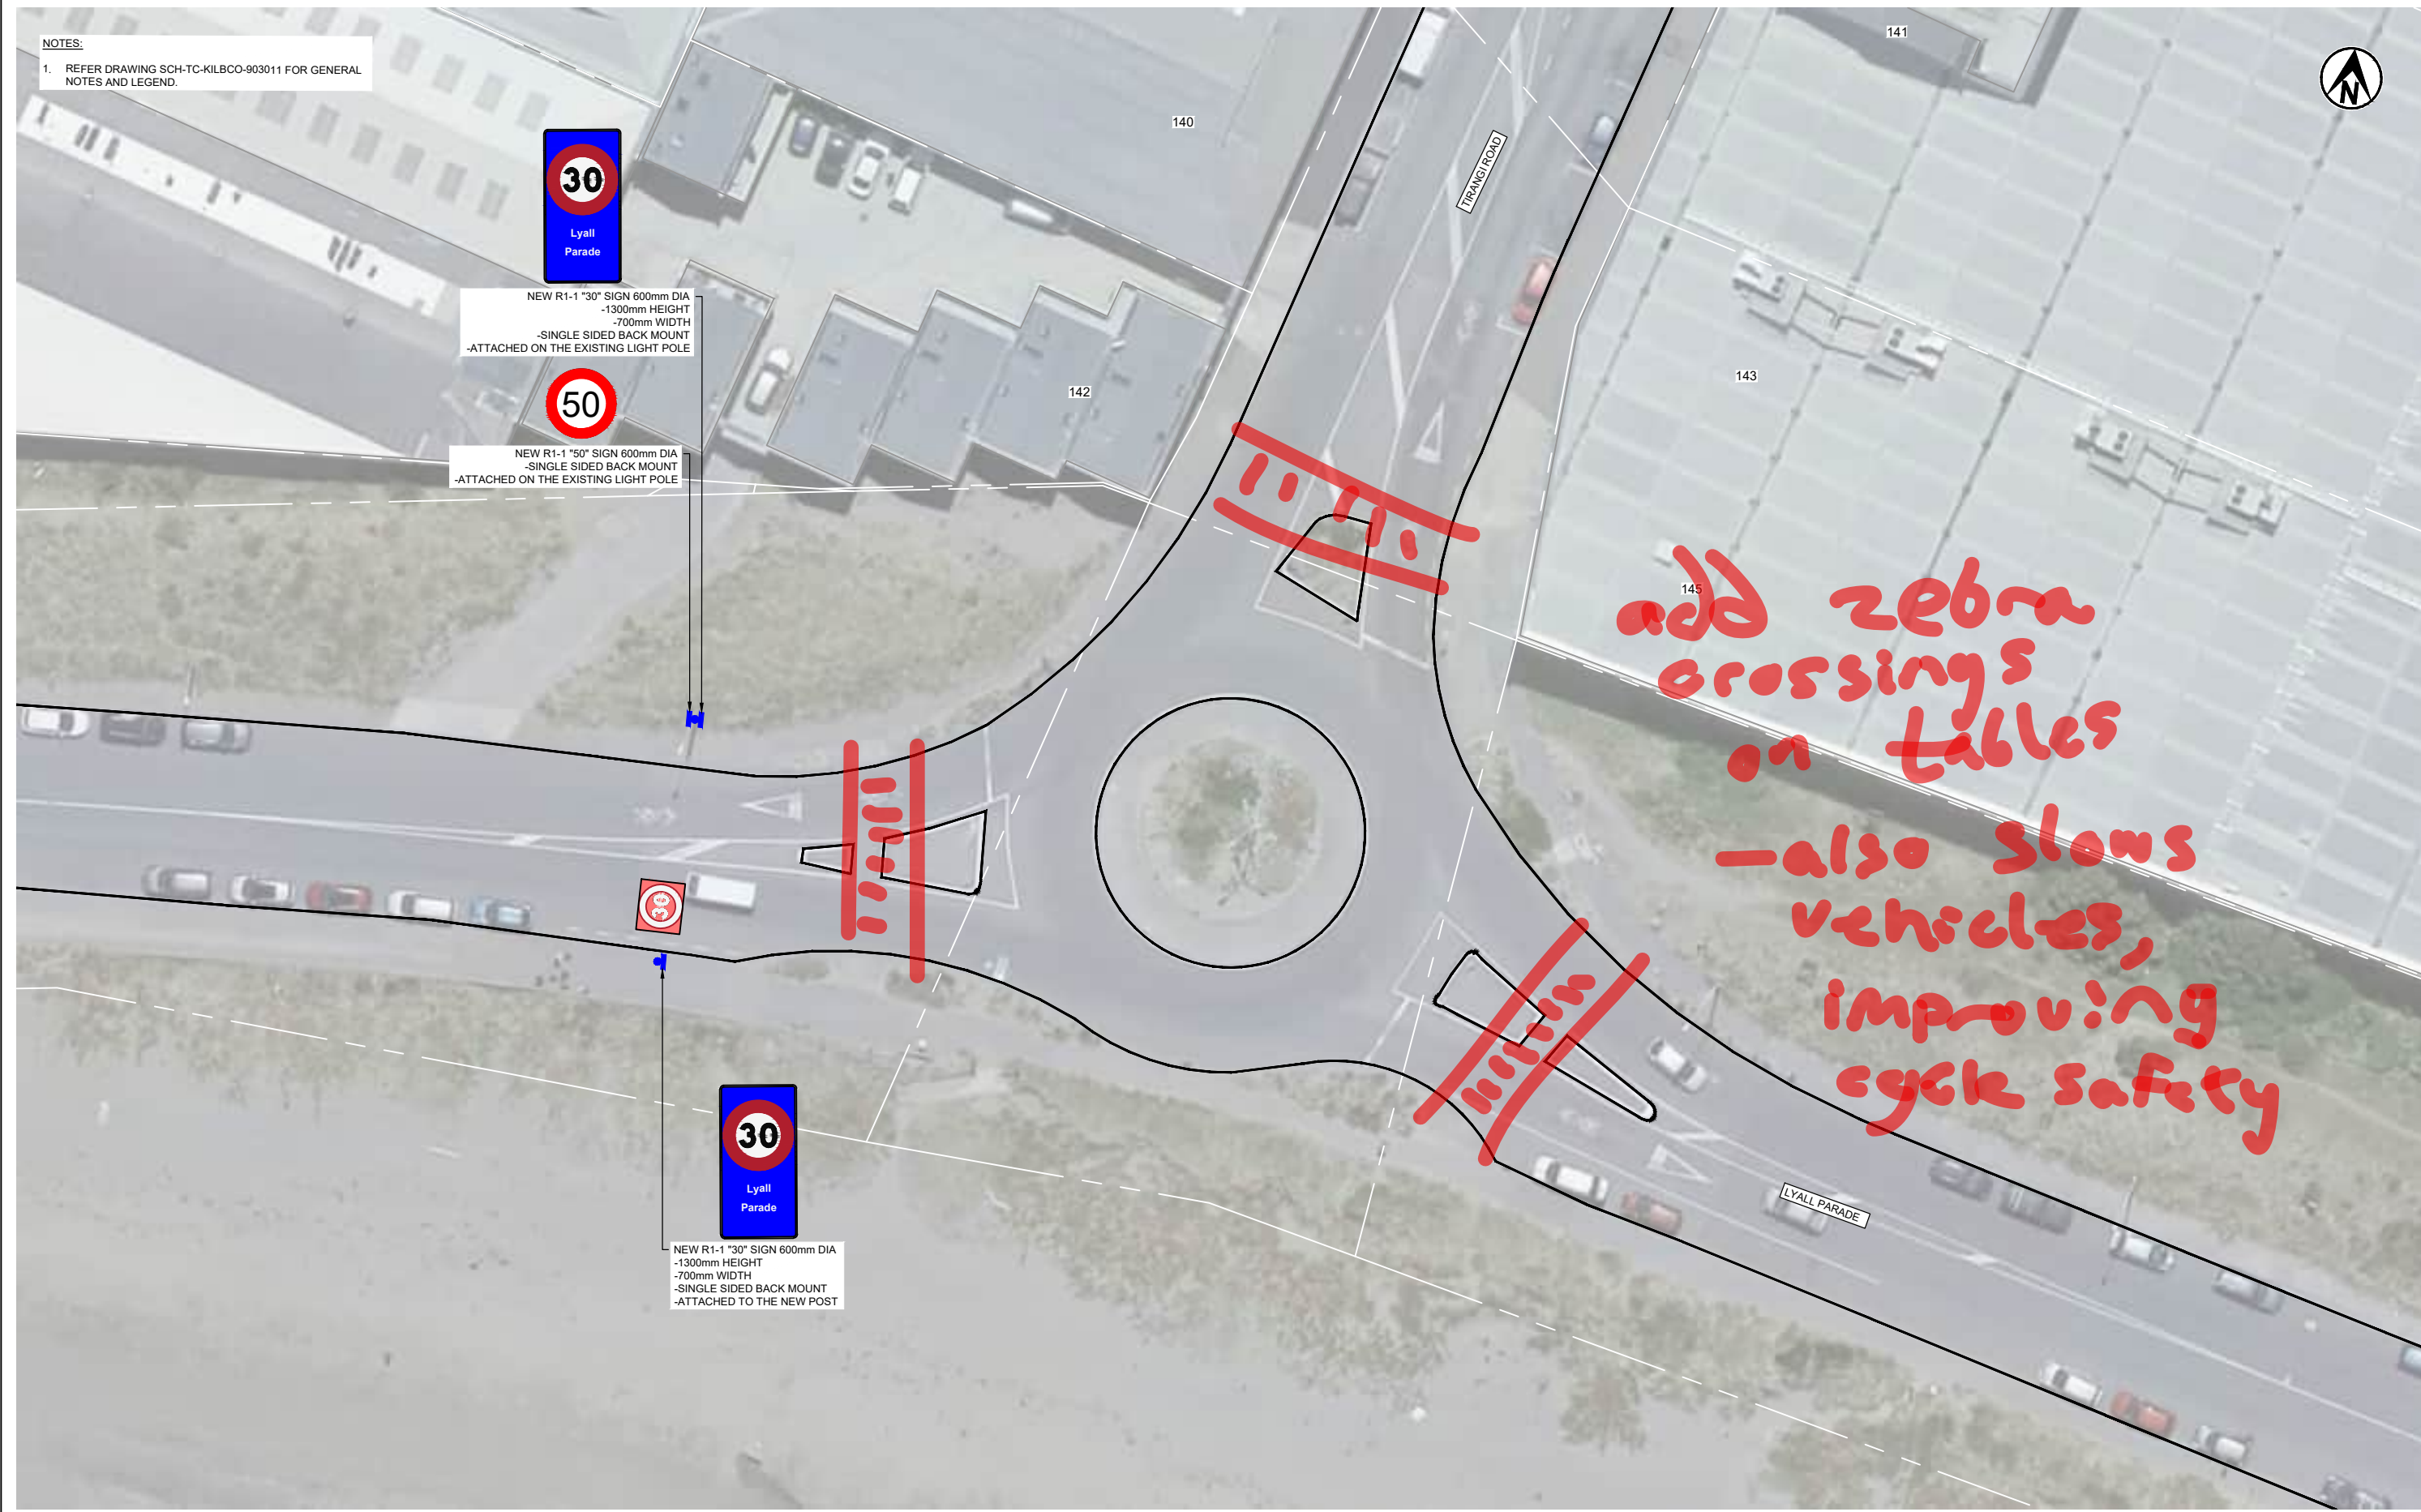 NOTES:
1. REFER DRAWING SCH-TC-KILBCO-903011 FOR GENERAL
NOTES AND LEGEND.
N
141
140
TIRANGI ROAD
30
Lyall
Parade
NEW R1-1 "30" SIGN 600mm DIA
-1300mm HEIGHT
-700mm WIDTH
-SINGLE SIDED BACK MOUNT
-ATTACHED ON THE EXISTING LIGHT POLE
50
NEW R1-1 "50" SIGN 600mm DIA
-SINGLE SIDED BACK MOUNT
-ATTACHED ON THE EXISTING LIGHT POLE
142
143
145
add zebra
crossings
on tables
-also slows
vehicles,
improving
cycle safety
LYALL PARADE
30
Lyall
Parade
NEW R1-1 "30" SIGN 600mm DIA
-1300mm HEIGHT
-700mm WIDTH
-SINGLE SIDED BACK MOUNT
-ATTACHED TO THE NEW POST